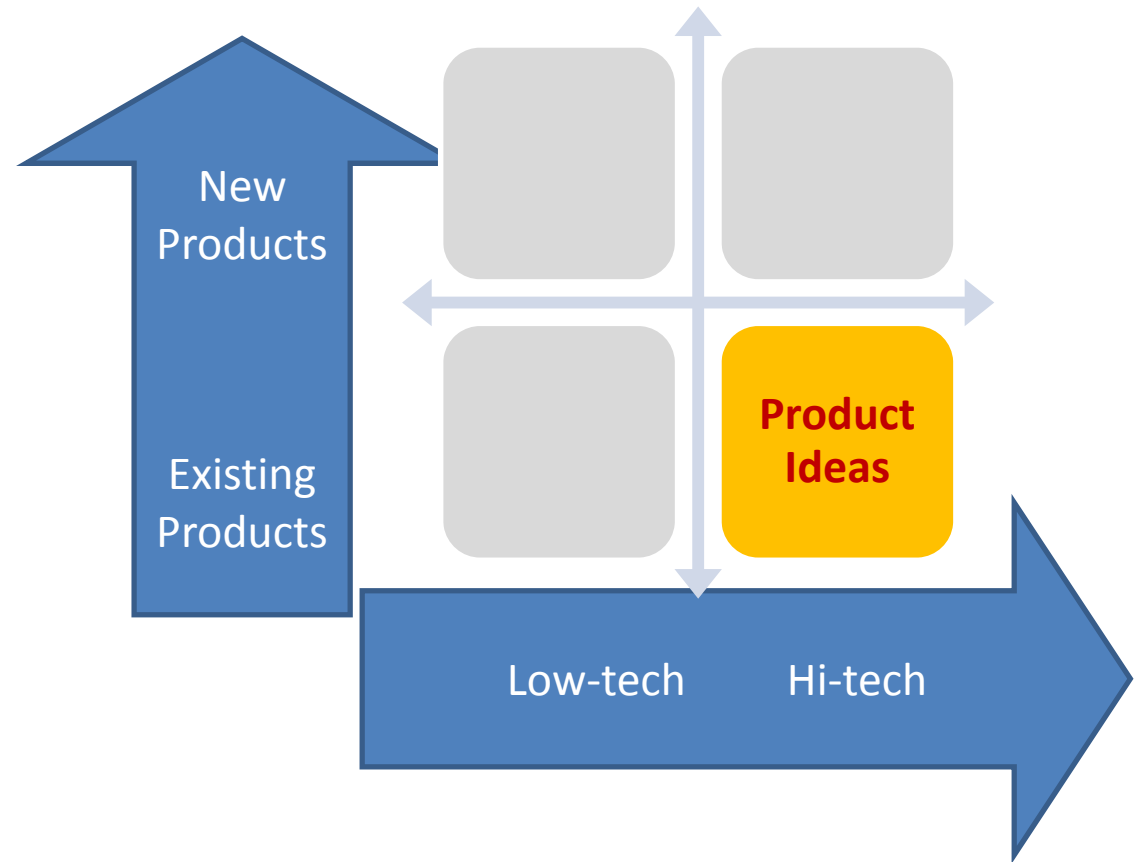 New
Products
Existing
Products
Product
Ideas
Low-tech
Hi-tech